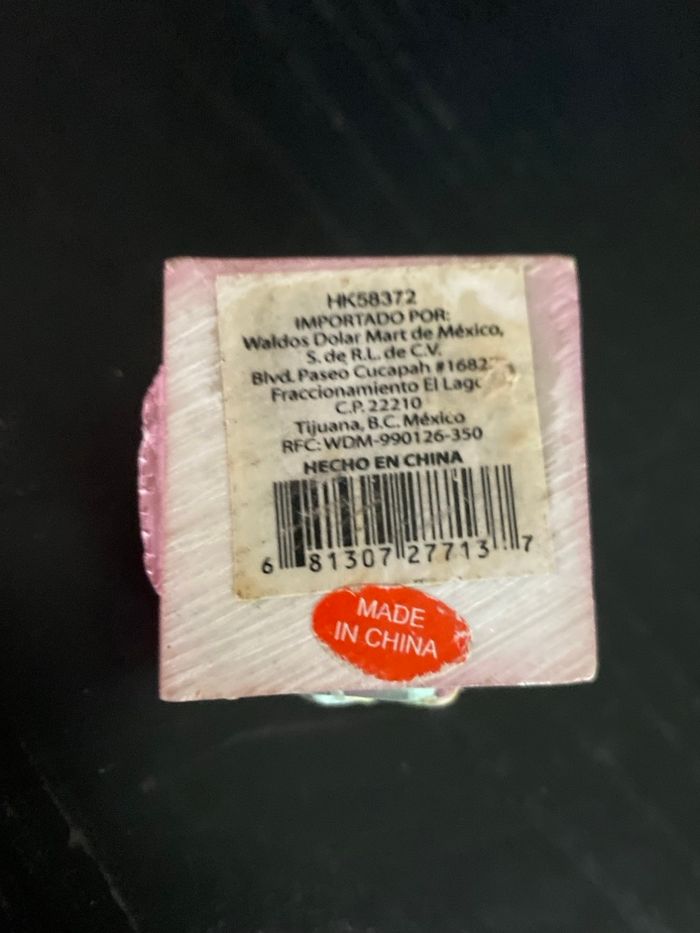 HK58372
IMPORTADO POR:
Waldos Dolar Mart de México,
S. de R.L. de C.V.
Blvd. Paseo Cucapah
Fraccionamiento El Lago
C.P. 22210
Tijuana, B.C. México
RFC: WDM-990126-350
HECHO EN CHINA
6 81307 27713 7
MADE
IN CHINA